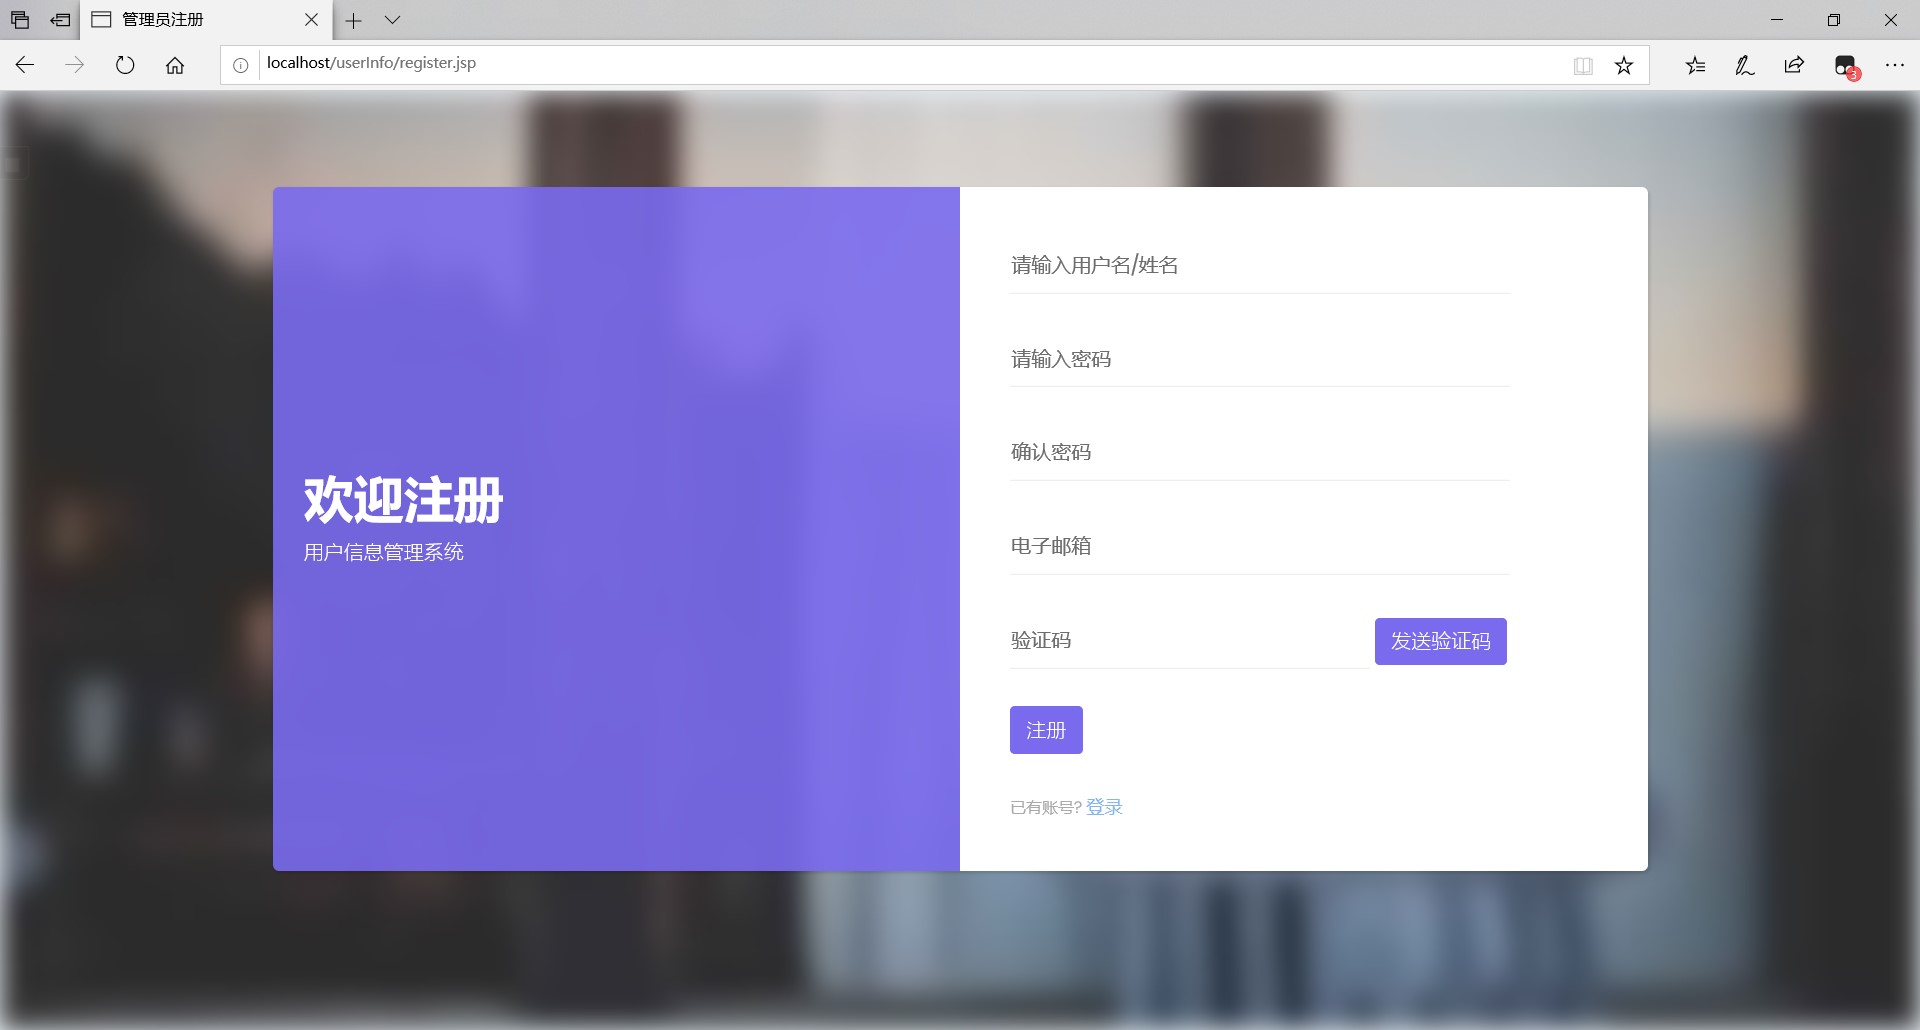 管理员注册
localhost/userInfo/register.jsp
3
欢迎注册
用户信息管理系统
请输入用户名/姓名
请输入密码
确认密码
电子邮箱
验证码
发送验证码
注册
已有账号? 登录